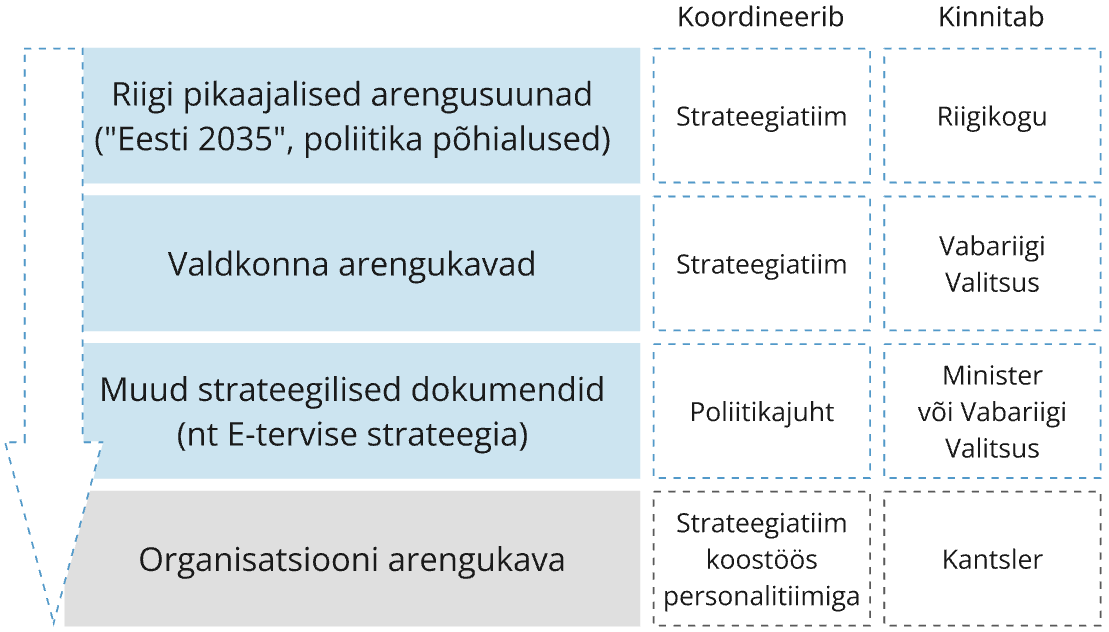 Koordineerib
Kinnitab
Riigi pikaajalised arengusuunad
("Eesti 2035", poliitika põhialused)
Strateegiatiim
Riigikogu
Valdkonna arengukavad
Strateegiatiim
Vabariigi
Valitsus
Muud strateegilised dokumendid
(nt E-tervise strateegia)
Poliitikajuht
Minister
või Vabariigi
Valitsus
Organisatsiooni arengukava
Strateegiatiim
koostöös
personalitiimiga
Kantsler